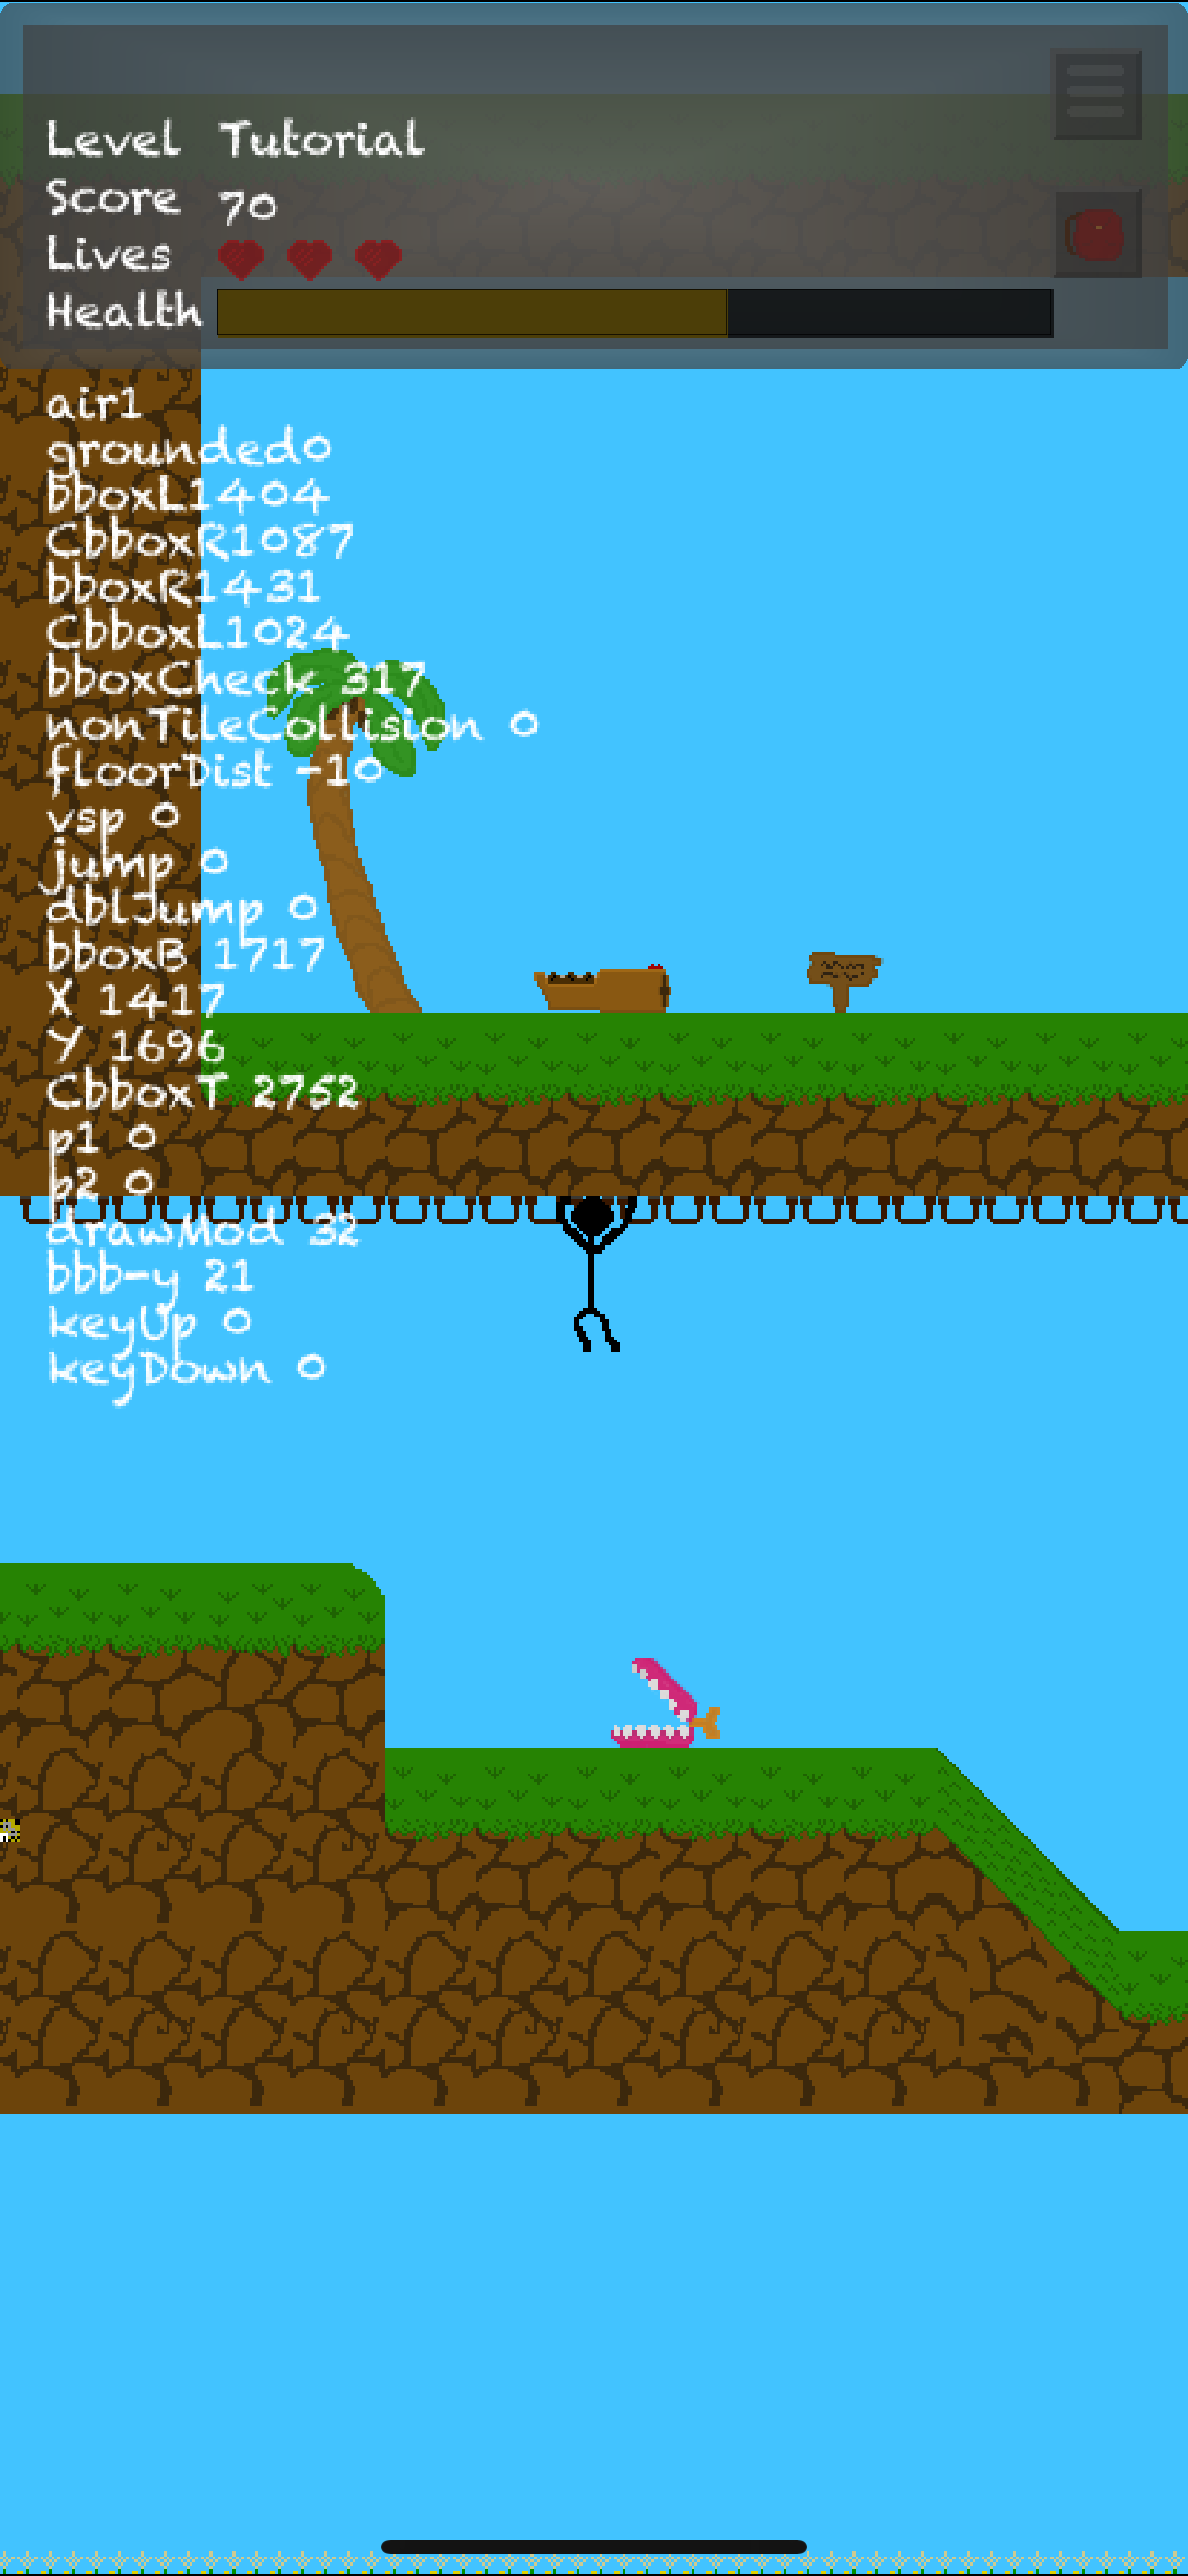 Level Tutorial
Score 70
Lives
Health
air1
grounded0
bboxL1404
CbboxR1087
bboxR1431
CbboxL1024
bboxCheck 317
nonTileCollision 0
floorDist -10
vsp 0
jump 0
dblJump 0
bboxB 1717
X 1417
Y 1696
CbboxT 2752
p1 0
p2 0
drawMod 32
bbb-y 21
keyUp 0
keyDown 0